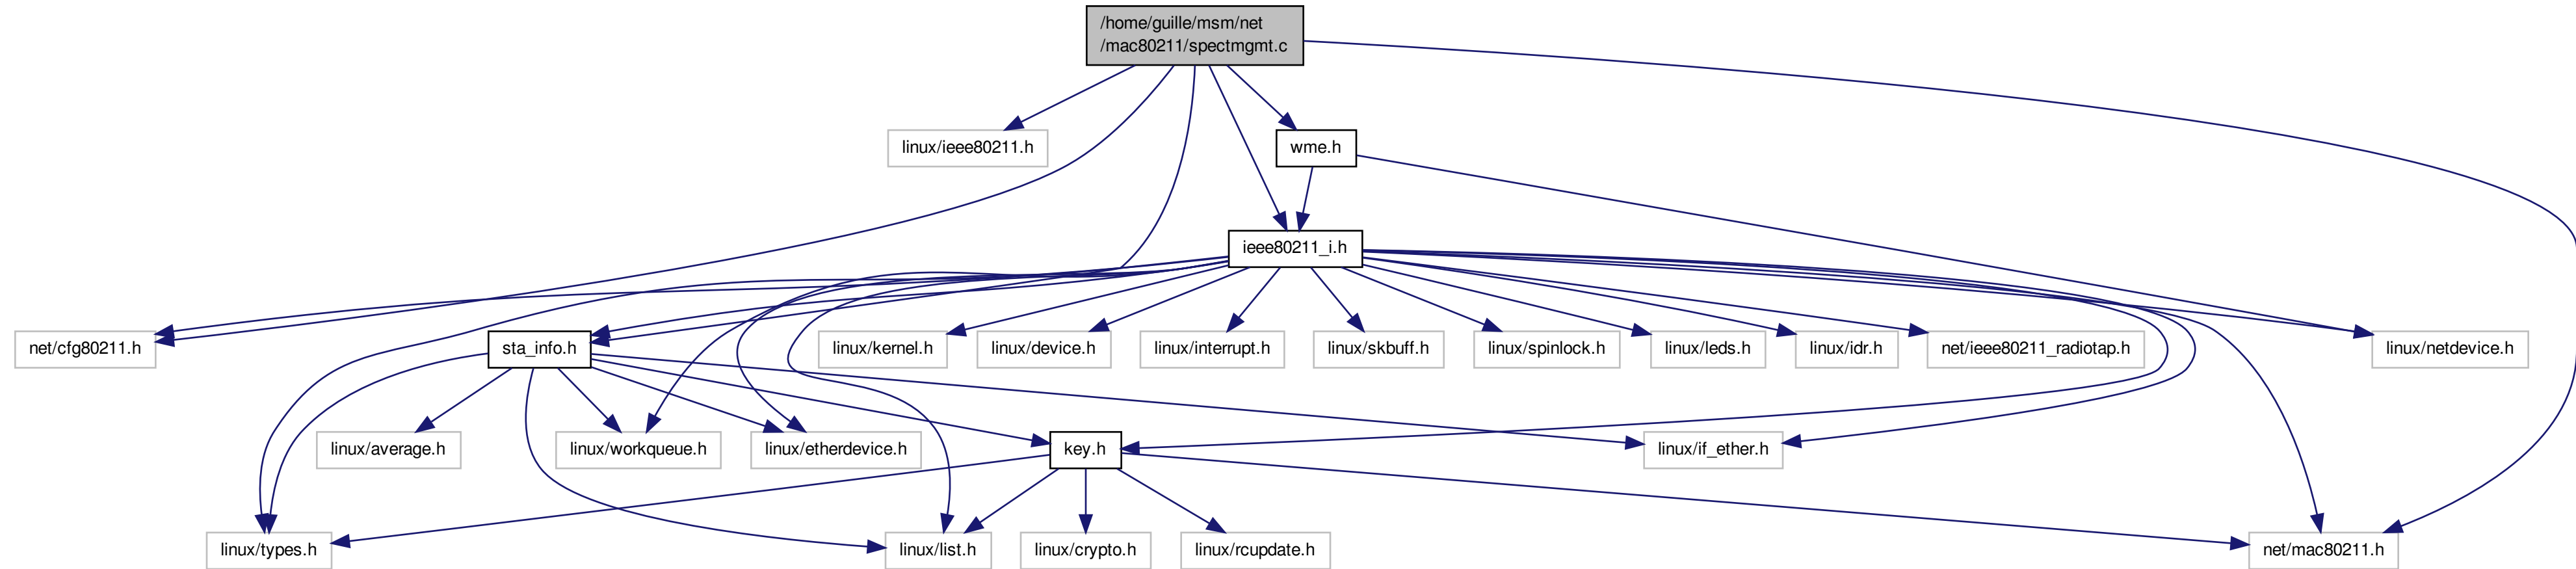 /home/guille/msm/net
/mac80211/spectmgmt.c
linux/ieee80211.h
wme.h
ieee80211_i.h
net/cfg80211.h
sta_info.h
linux/kernel.h
linux/device.h
linux/interrupt.h
linux/skbuff.h
linux/spinlock.h
linux/leds.h
linux/idr.h
net/ieee80211_radiotap.h
linux/netdevice.h
linux/average.h
linux/workqueue.h
linux/etherdevice.h
key.h
linux/if_ether.h
linux/types.h
linux/list.h
linux/crypto.h
linux/rcupdate.h
net/mac80211.h